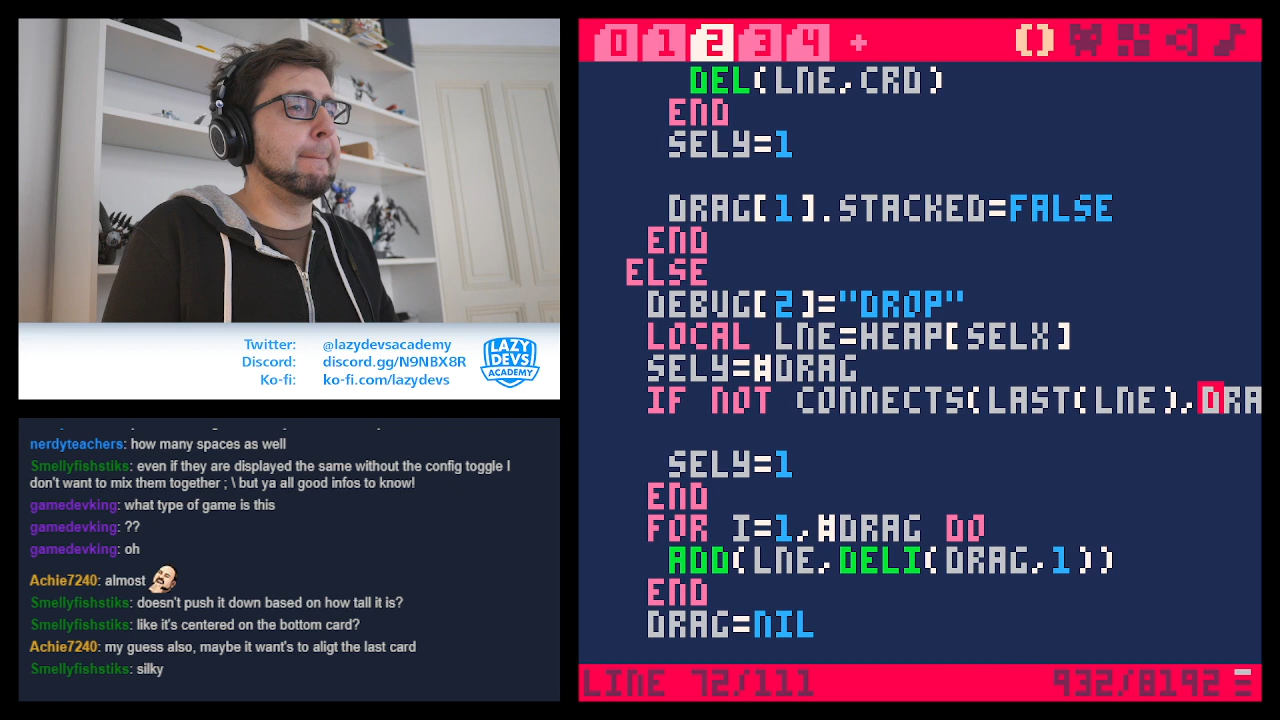 Twitter: @lazydevsacademy
Discord: discord.gg/N9NBX8R
Ko-fi: ko-fi.com/lazydevs
LAZY
DEVS
ACADEMY
nerdyteachers: how many spaces as well
Smellyfishstiks: even if they are displayed the same without the config toggle I
don't want to mix them together ; \ but ya all good infos to know!
gamedevking: what type of game is this
gamedevking: ??
gamedevking: oh
Achie7240: almost
Smellyfishstiks: doesn't push it down based on how tall it is?
Smellyfishstiks: like it's centered on the bottom card?
Achie7240: my guess also, maybe it want's to aligt the last card
Smellyfishstiks: silky
0 1 2 3 4 +
DEL(LNE,CRD)
END
SELY=1
DRAG[1].STACKED=FALSE
END
ELSE
DEBUG[2]="DROP"
LOCAL LNE=HEAP[SELX]
SELY=#DRAG
IF NOT CONNECTS(LAST(LNE),DRA
SELY=1
END
FOR I=1,#DRAG DO
ADD(LNE,DELI(DRAG,1))
END
DRAG=NIL
LINE 72/111 932/8192